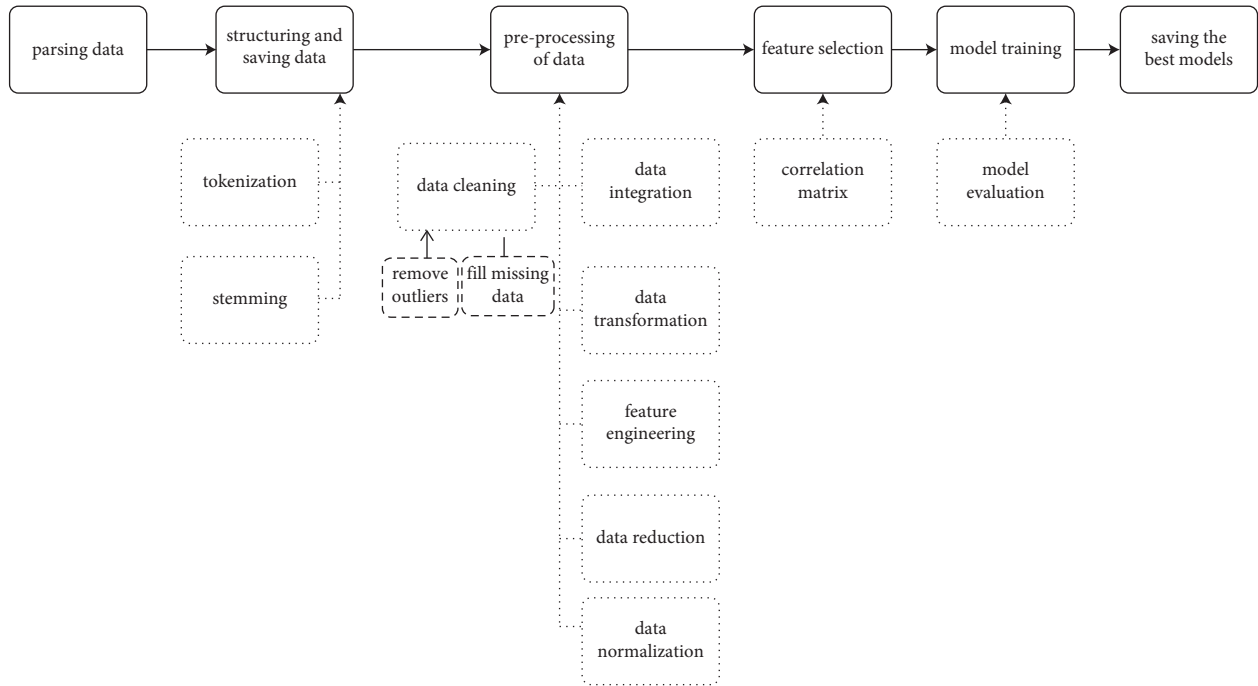 parsing data
structuring and
saving data
pre-processing
of data
feature selection
model training
saving the
best models
tokenization
data cleaning
data
integration
correlation
matrix
model
evaluation
stemming
remove
outliers
fill missing
data
data
transformation
feature
engineering
data reduction
data
normalization